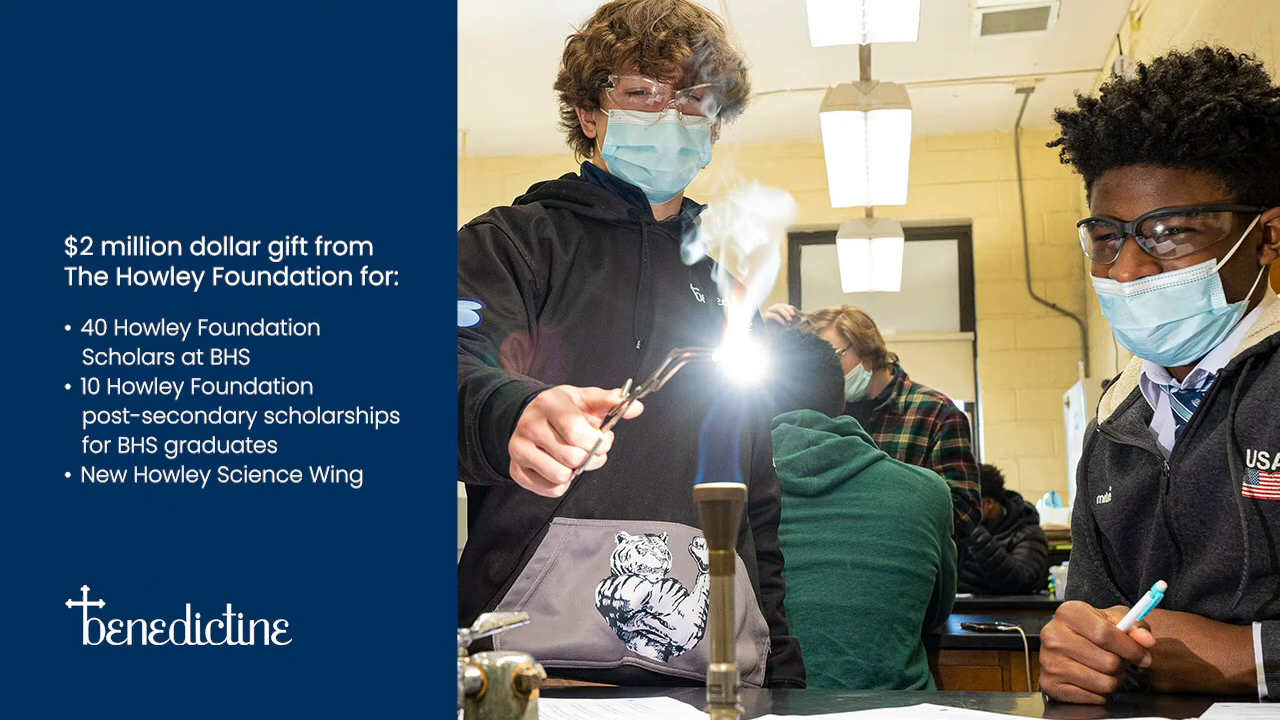 $2 million dollar gift from
The Howley Foundation for:
• 40 Howley Foundation
Scholars at BHS
• 10 Howley Foundation
post-secondary scholarships
for BHS graduates
• New Howley Science Wing
benedictine
USA